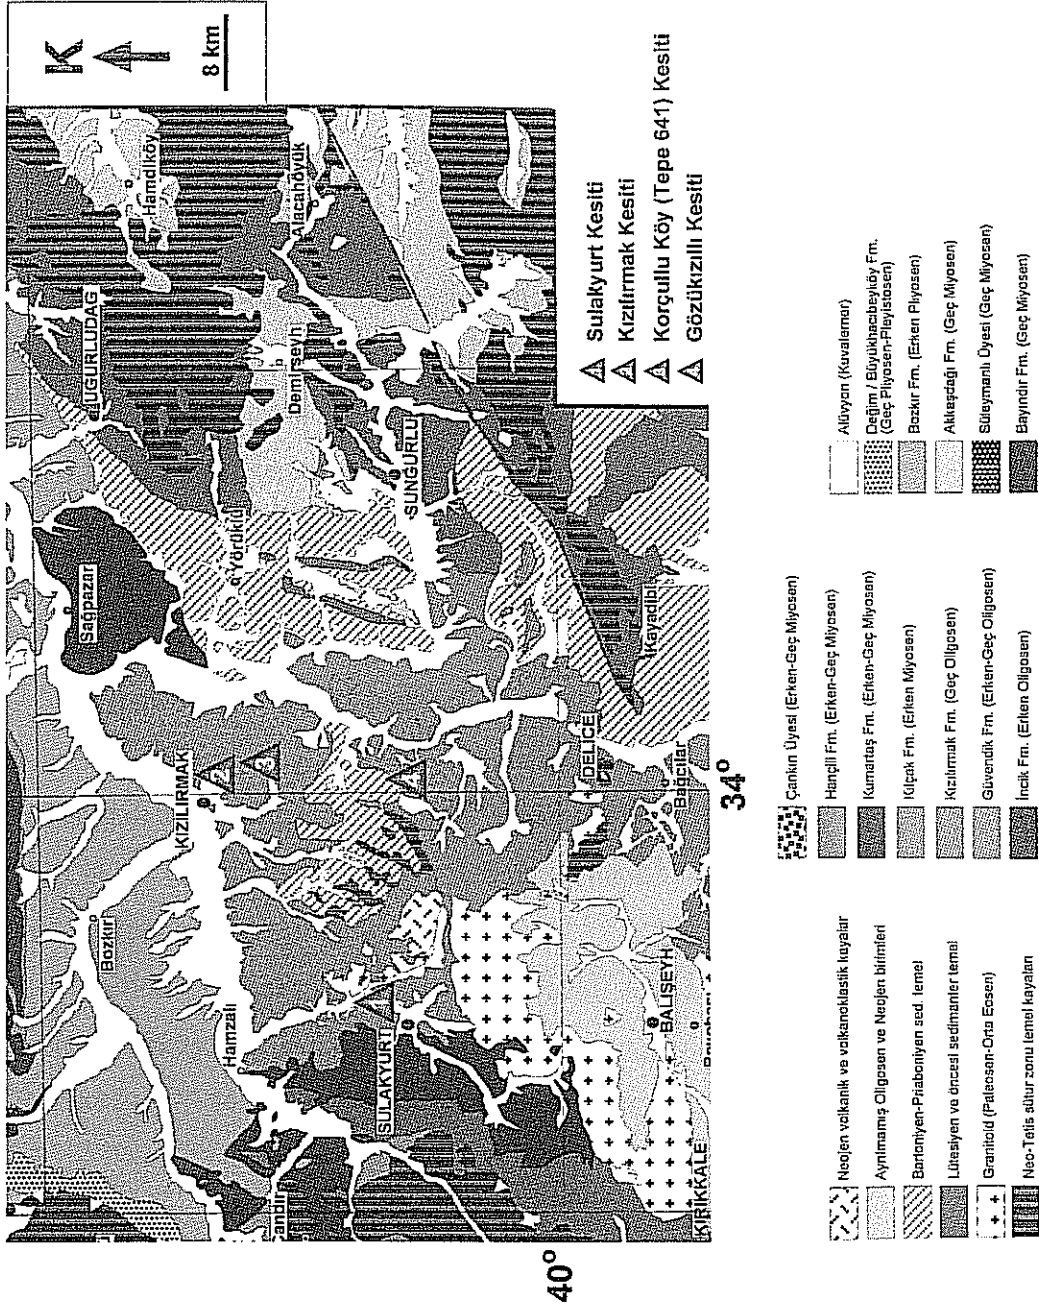 K
8 km
UĞURLUDAĞ
Hamdiköy
Sağpazar
Alacahöyük
Bozkır
KIZILIRMAK
Yörüklü
Demirşeyh
Hamzalı
SUNGURLU
SULAKYURT
Çandır
DELİCE
Kayadibi
BALIŞEYH
Bağcılar
KIRIKKALE
40°
34°
Sulakyurt Kesiti
Kızılırmak Kesiti
Korçullu Köy (Tepe 641) Kesiti
Gözükızıllı Kesiti
Neojen volkanik ve volkanoklastik kayalar
Ayrılmamış Oligosen ve Neojen birimleri
Bartoniyen-Priaboniyen sed. temel
Lütesiyen ve öncesi sedimanter temel
Granitoid (Paleosen-Orta Eosen)
Neo-Tetis sütur zonu temel kayaları
Çankırı Üyesi (Erken-Geç Miyosen)
Hançili Fm. (Erken-Geç Miyosen)
Kumartaş Fm. (Erken-Geç Miyosen)
Kılçak Fm. (Erken Miyosen)
Kızılırmak Fm. (Geç Oligosen)
Güvendik Fm. (Erken-Geç Oligosen)
İncik Fm. (Erken Oligosen)
Alüvyon (Kuvaterner)
Değim / Büyükhacıbeyköy Fm.
(Geç Pliyosen-Pleyistosen)
Bozkır Fm. (Erken Pliyosen)
Akkaşdağı Fm. (Geç Miyosen)
Süleymanlı Üyesi (Geç Miyosen)
Bayındır Fm. (Geç Miyosen)